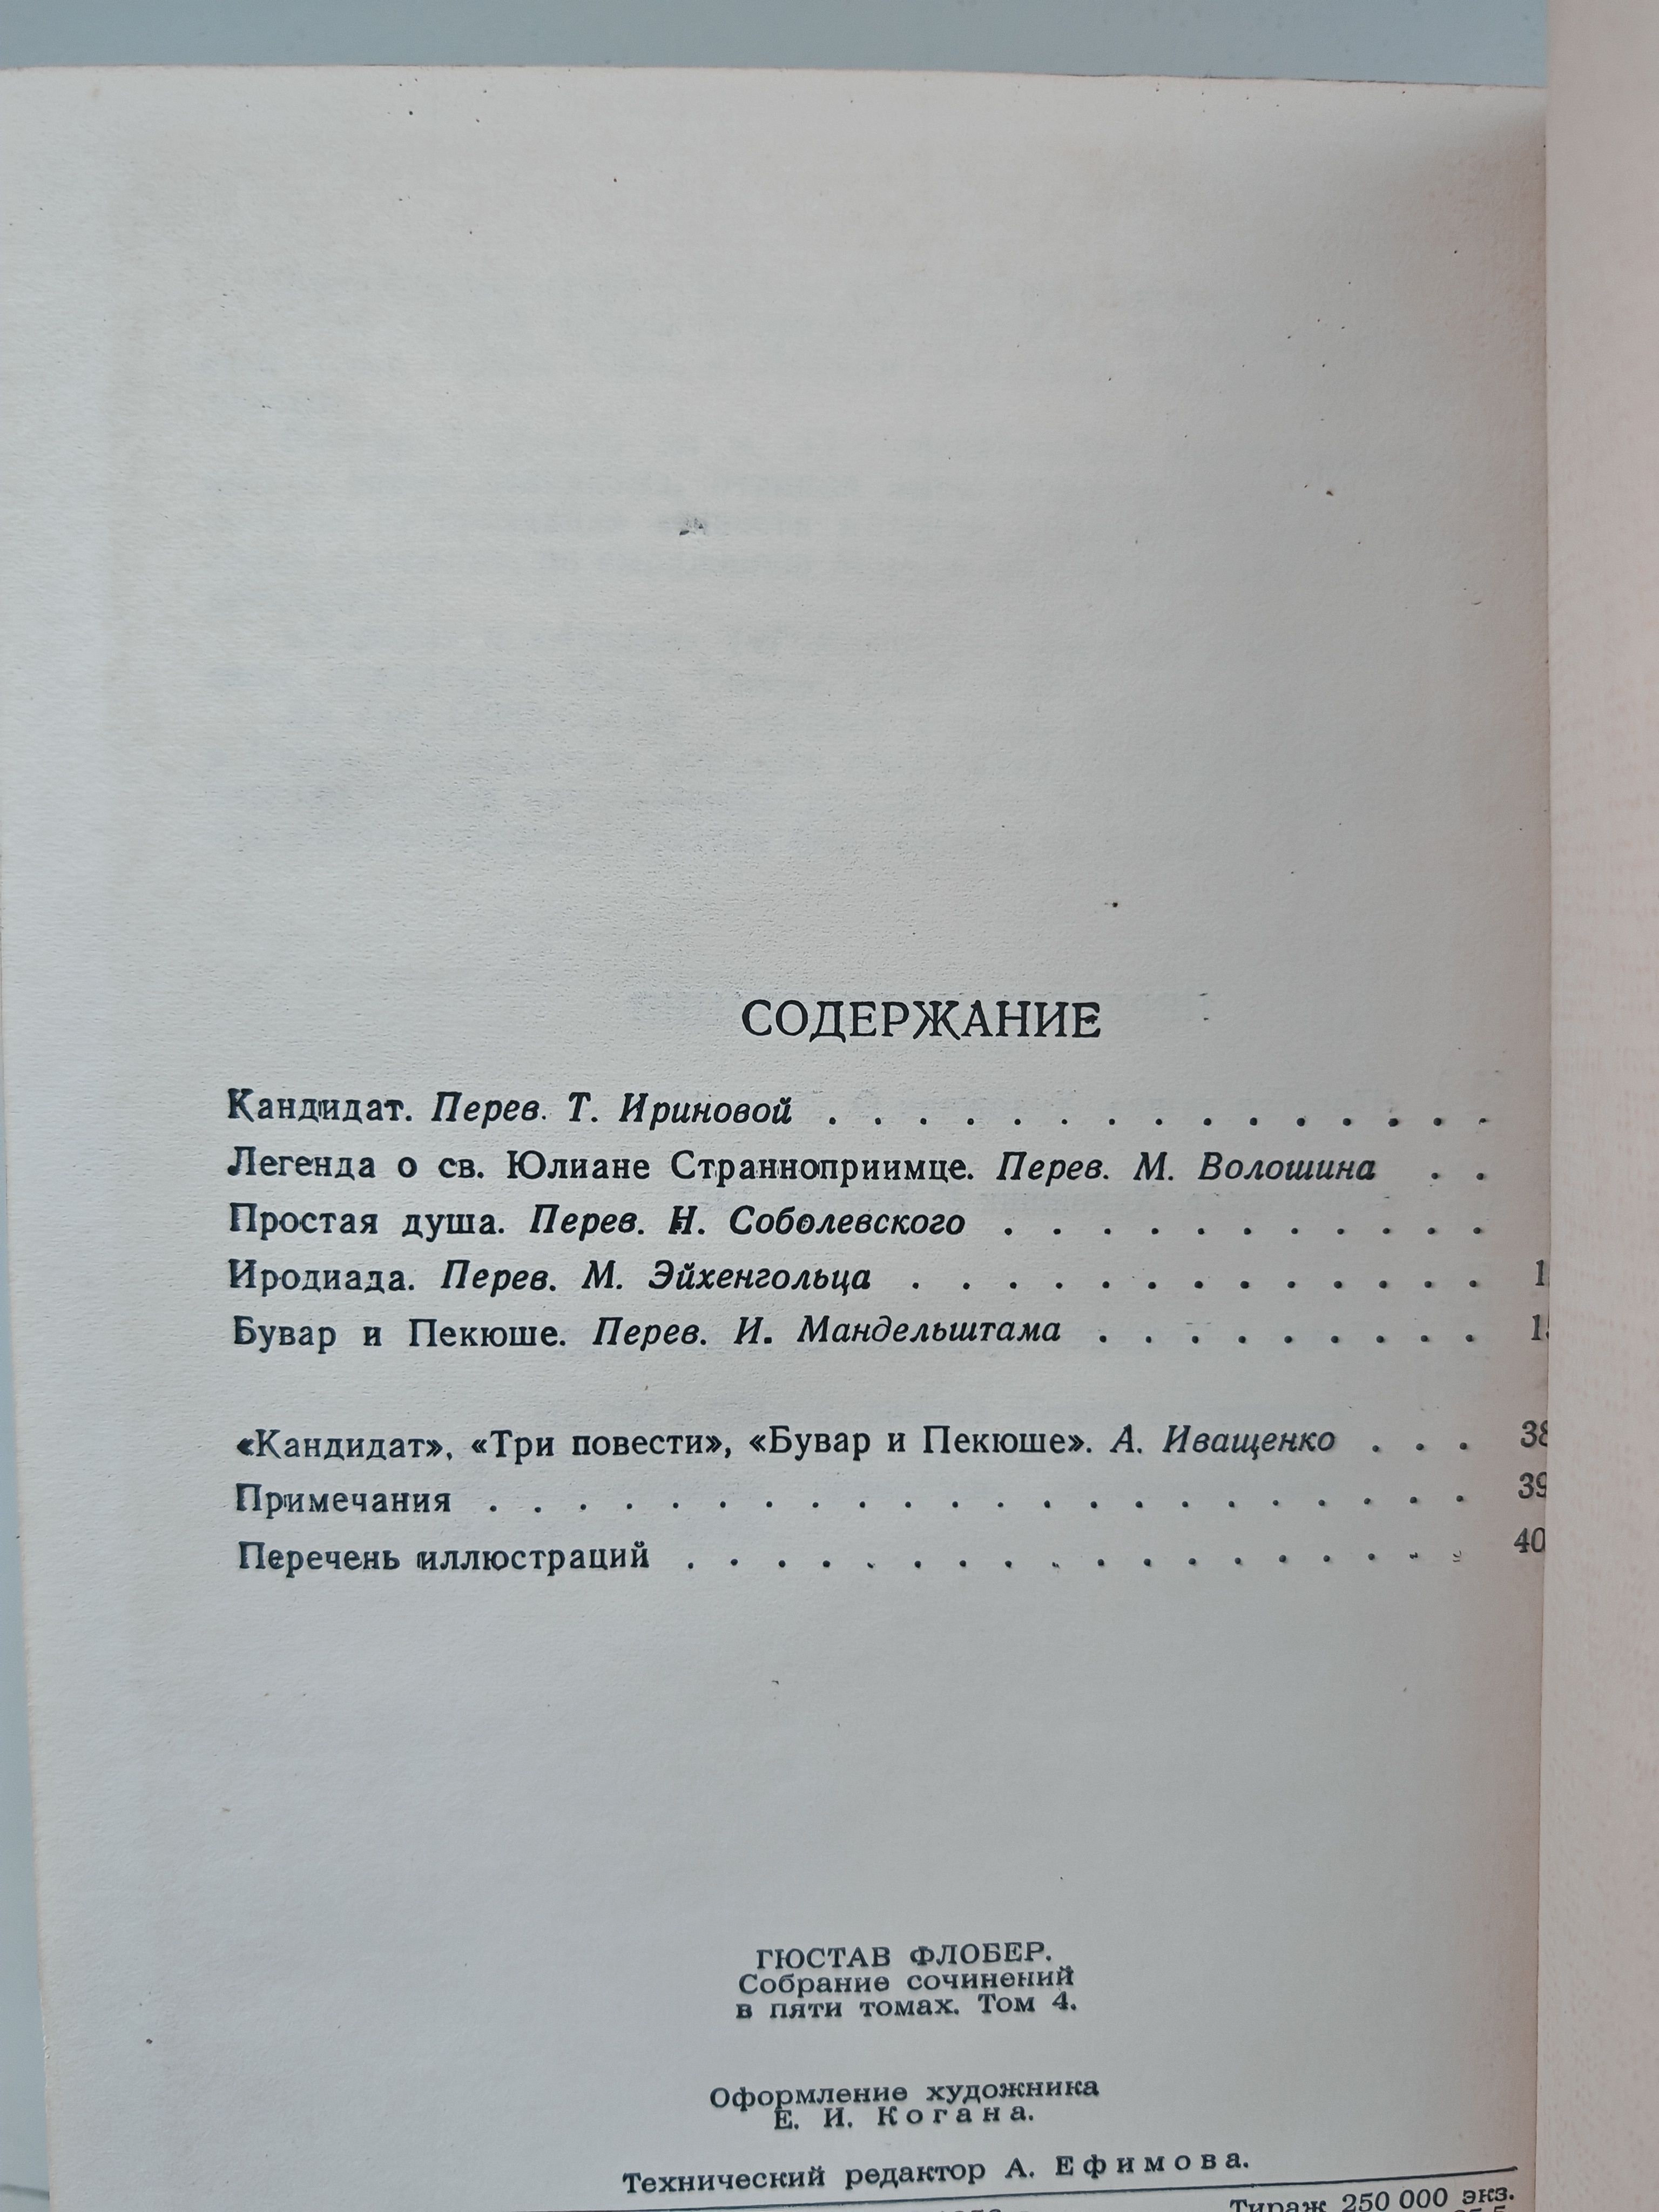 СОДЕРЖАНИЕ
Кандидат. Перев. Т. Ириновой . . . . . . . . . . . . . . .
Легенда о св. Юлиане Странноприимце. Перев. М. Волошина . .
Простая душа. Перев. Н. Соболевского . . . . . . . . . . .
Иродиада. Перев. М. Эйхенгольца . . . . . . . . . . . . .
Бувар и Пекюше. Перев. И. Мандельштама . . . . . . . . .
«Кандидат», «Три повести», «Бувар и Пекюше». А. Иващенко . . .
Примечания . . . . . . . . . . . . . . . . . . . . . .
Перечень иллюстраций . . . . . . . . . . . . . . . . . .
ГЮСТАВ ФЛОБЕР.
Собрание сочинений
в пяти томах. Том 4.
Оформление художника
Е. И. Когана.
Технический редактор А. Ефимова.
Тираж 250 000 экз.